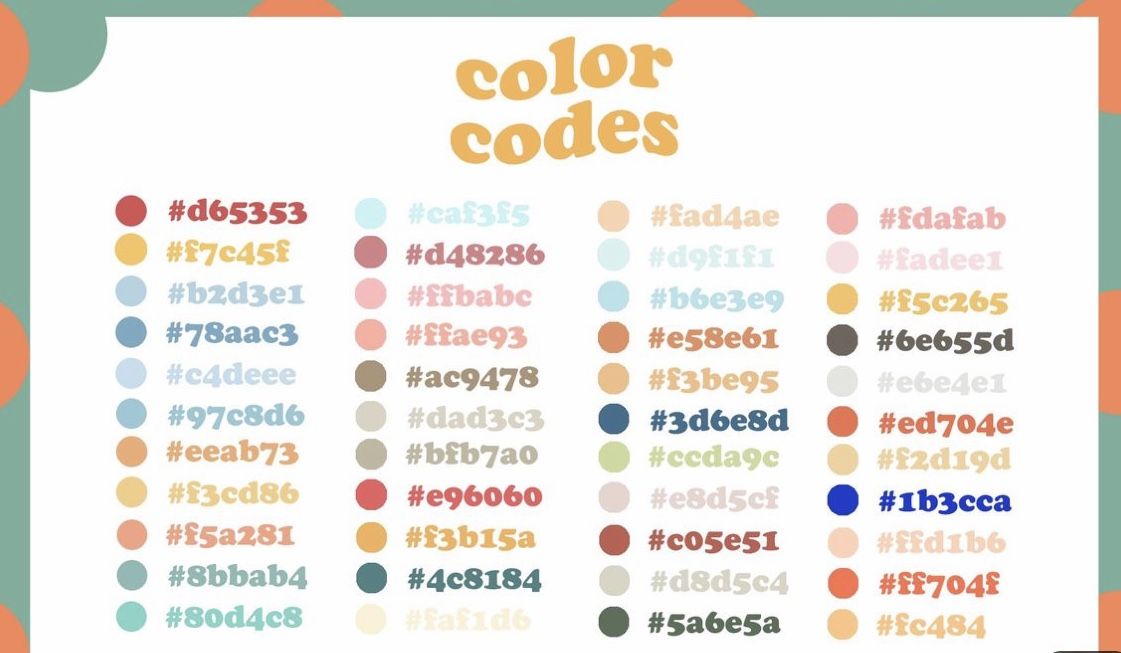 color
codes
#d65353 #caf3f5 #fad4ae #fdafab
#f7c45f #d48286 #d9f1f1 #fadee1
#b2d3e1 #ffbabc #b6e3e9 #f5c265
#78aac3 #ffae93 #e58e61 #6e655d
#c4deee #ac9478 #f3be95 #e6e4e1
#97c8d6 #dad3c3 #3d6e8d #ed704e
#eeab73 #bfb7a0 #ccda9c #f2d19d
#f3cd86 #e96060 #e8d5cf #1b3cca
#f5a281 #f3b15a #c05e51 #ffd1b6
#8bbab4 #4c8184 #d8d5c4 #ff704f
#80d4c8 #faf1d6 #5a6e5a #fc484